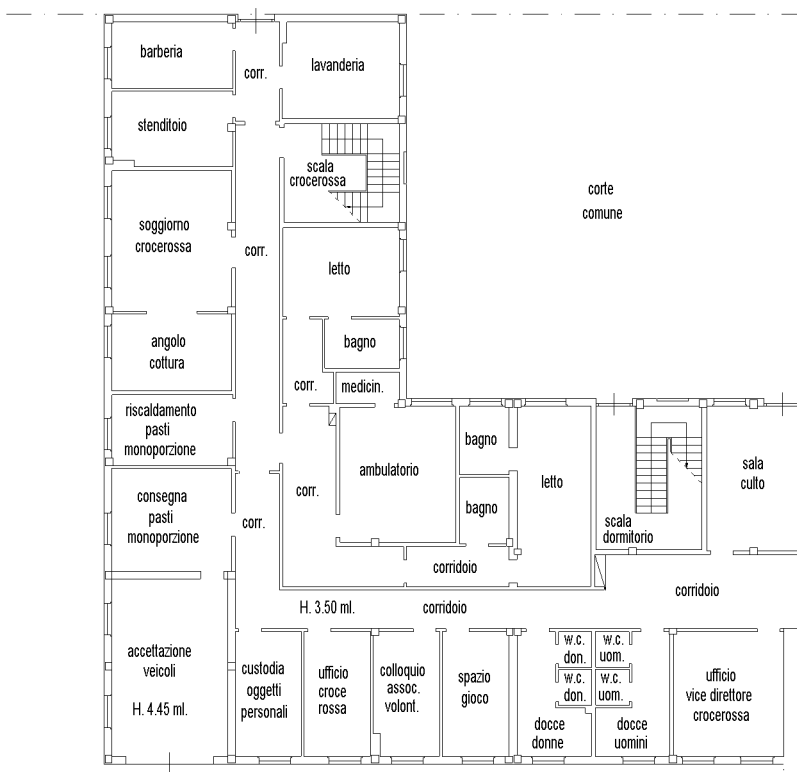 barberia
corr.
lavanderia
stenditoio
scala
crocerossa
corte
comune
soggiorno
crocerossa
corr.
letto
angolo
cottura
bagno
corr.
medicin.
riscaldamento
pasti
monoporzione
ambulatorio
bagno
letto
sala
culto
consegna
pasti
monoporzione
corr.
corr.
bagno
scala
dormitorio
corridoio
corridoio
H. 3.50 ml.
corridoio
accettazione
veicoli
H. 4.45 ml.
custodia
oggetti
personali
ufficio
croce
rossa
colloquio
assoc.
volont.
spazio
gioco
w.c.
don.
w.c.
uom.
w.c.
don.
w.c.
uom.
docce
donne
docce
uomini
ufficio
vice direttore
crocerossa